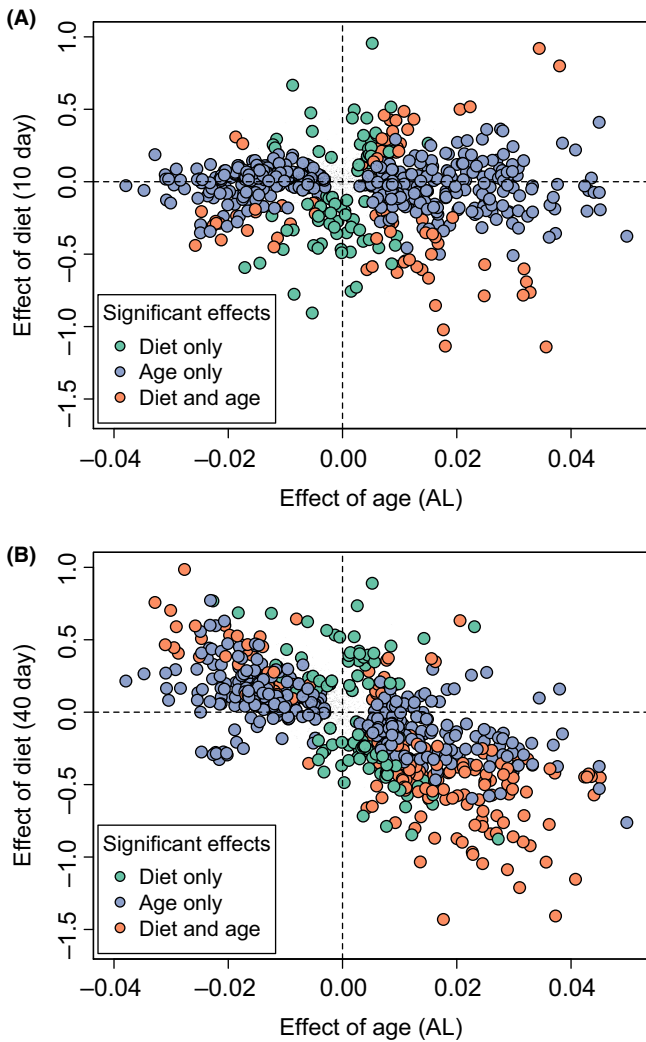 (A)
1.0
0.5
0.0
−0.5
−1.0
−1.5
Effect of diet (10 day)
Significant effects
Diet only
Age only
Diet and age
−0.04 −0.02 0.00 0.02 0.04
Effect of age (AL)
(B)
1.0
0.5
0.0
−0.5
−1.0
−1.5
Effect of diet (40 day)
Significant effects
Diet only
Age only
Diet and age
−0.04 −0.02 0.00 0.02 0.04
Effect of age (AL)